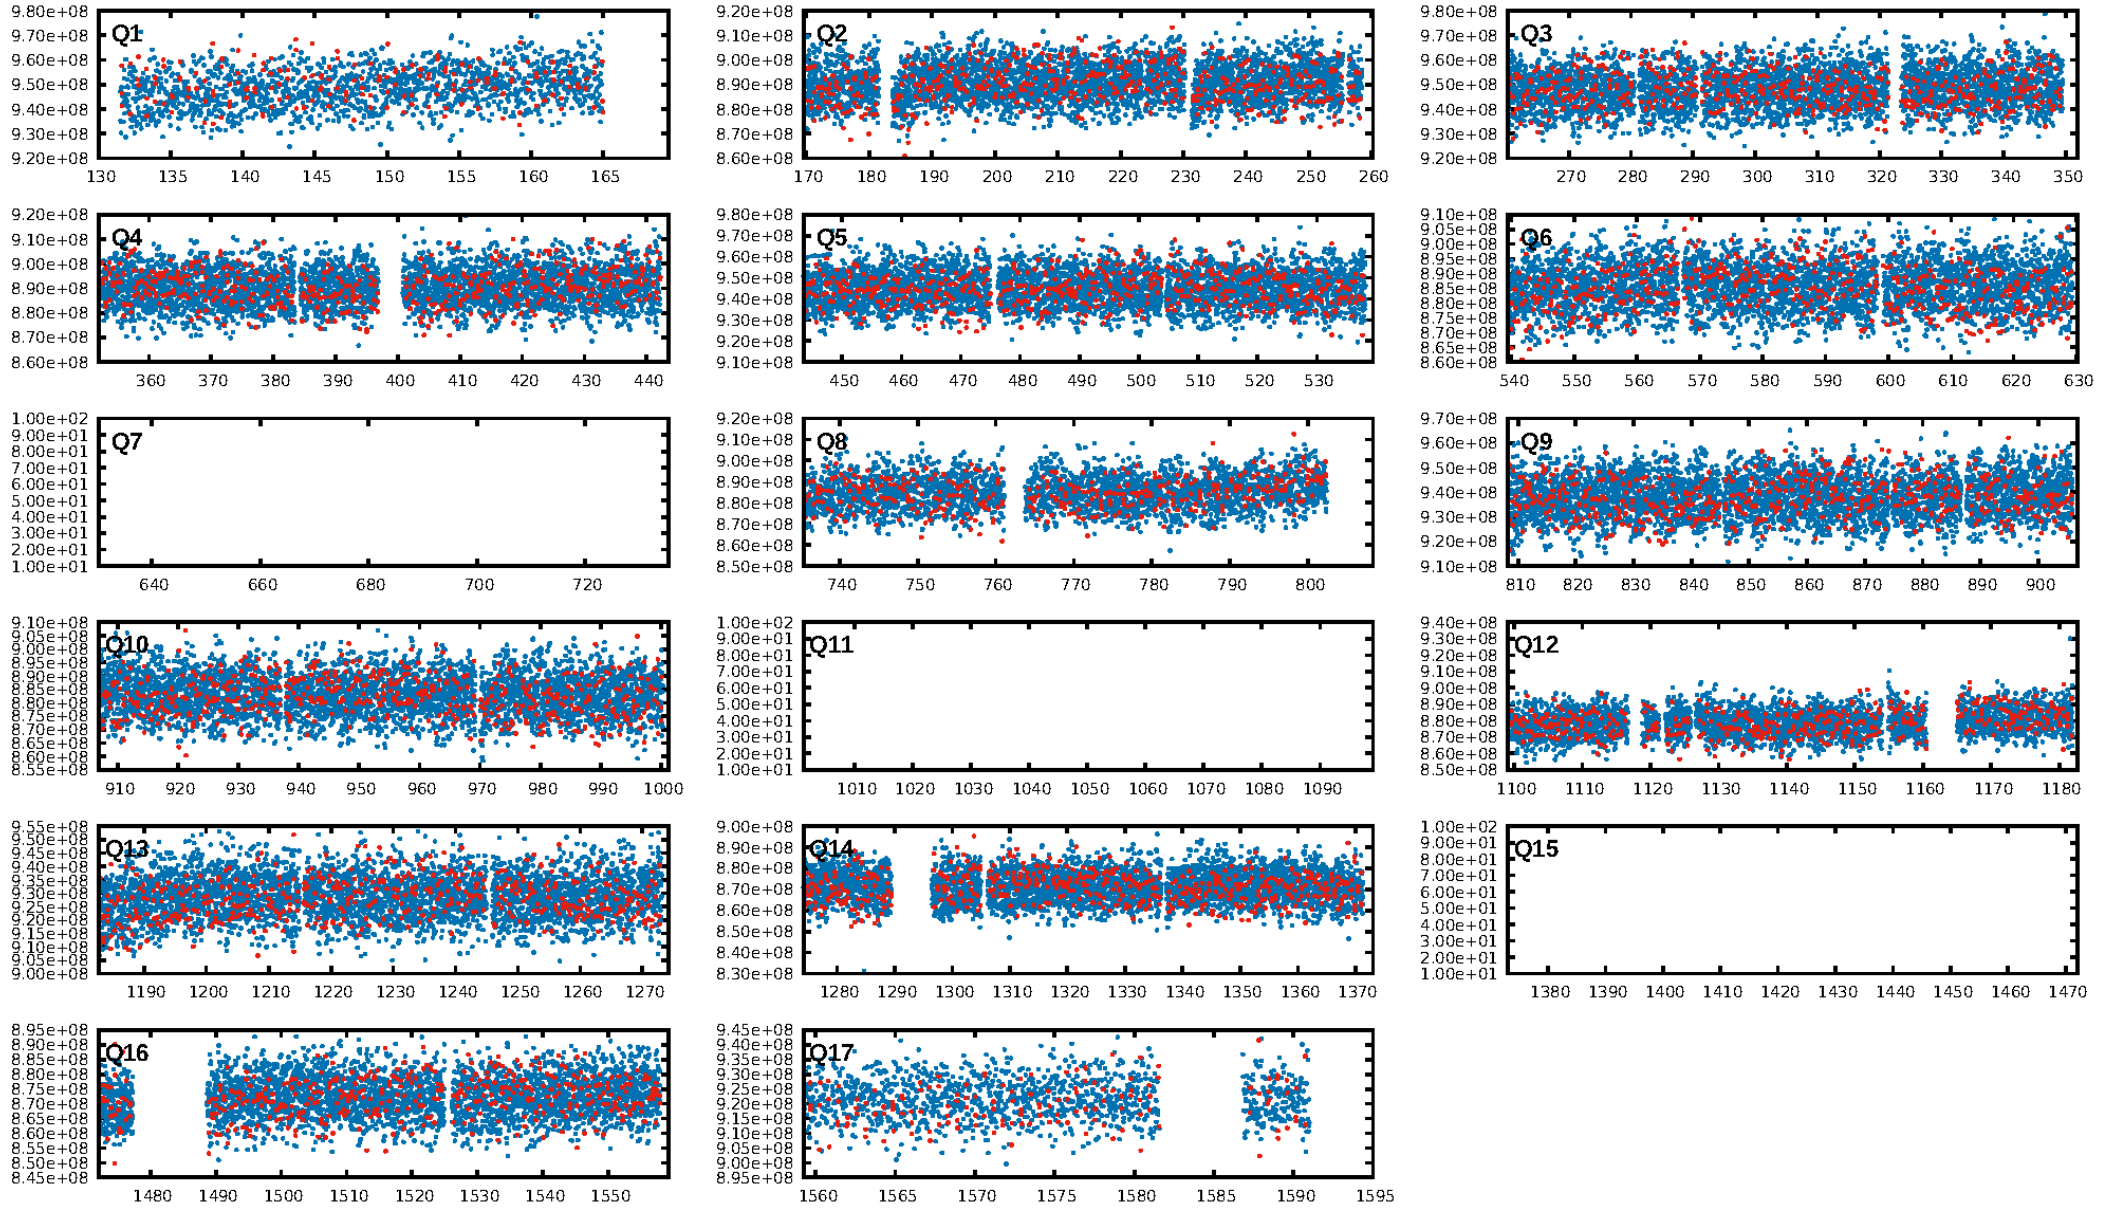 Q1
9.80e+08
9.70e+08
9.60e+08
9.50e+08
9.40e+08
9.30e+08
9.20e+08
130 135 140 145 150 155 160 165
Q2
9.20e+08
9.10e+08
9.00e+08
8.90e+08
8.80e+08
8.70e+08
8.60e+08
170 180 190 200 210 220 230 240 250 260
Q3
9.80e+08
9.70e+08
9.60e+08
9.50e+08
9.40e+08
9.30e+08
9.20e+08
270 280 290 300 310 320 330 340 350
Q4
9.20e+08
9.10e+08
9.00e+08
8.90e+08
8.80e+08
8.70e+08
8.60e+08
360 370 380 390 400 410 420 430 440
Q5
9.80e+08
9.70e+08
9.60e+08
9.50e+08
9.40e+08
9.30e+08
9.20e+08
9.10e+08
450 460 470 480 490 500 510 520 530
Q6
9.10e+08
9.05e+08
9.00e+08
8.95e+08
8.90e+08
8.85e+08
8.80e+08
8.75e+08
8.70e+08
8.65e+08
8.60e+08
540 550 560 570 580 590 600 610 620 630
Q7
1.00e+02
9.00e+01
8.00e+01
7.00e+01
6.00e+01
5.00e+01
4.00e+01
3.00e+01
2.00e+01
1.00e+01
640 660 680 700 720
Q8
9.20e+08
9.10e+08
9.00e+08
8.90e+08
8.80e+08
8.70e+08
8.60e+08
8.50e+08
740 750 760 770 780 790 800
Q9
9.70e+08
9.60e+08
9.50e+08
9.40e+08
9.30e+08
9.20e+08
9.10e+08
810 820 830 840 850 860 870 880 890 900
Q10
9.10e+08
9.05e+08
9.00e+08
8.95e+08
8.90e+08
8.85e+08
8.80e+08
8.75e+08
8.70e+08
8.65e+08
8.60e+08
8.55e+08
910 920 930 940 950 960 970 980 990 1000
Q11
1.00e+02
9.00e+01
8.00e+01
7.00e+01
6.00e+01
5.00e+01
4.00e+01
3.00e+01
2.00e+01
1.00e+01
1010 1020 1030 1040 1050 1060 1070 1080 1090
Q12
9.40e+08
9.30e+08
9.20e+08
9.10e+08
9.00e+08
8.90e+08
8.80e+08
8.70e+08
8.60e+08
8.50e+08
1100 1110 1120 1130 1140 1150 1160 1170 1180
Q13
9.55e+08
9.50e+08
9.45e+08
9.40e+08
9.35e+08
9.30e+08
9.25e+08
9.20e+08
9.15e+08
9.10e+08
9.05e+08
9.00e+08
1190 1200 1210 1220 1230 1240 1250 1260 1270
Q14
9.00e+08
8.90e+08
8.80e+08
8.70e+08
8.60e+08
8.50e+08
8.40e+08
8.30e+08
1280 1290 1300 1310 1320 1330 1340 1350 1360 1370
Q15
1.00e+02
9.00e+01
8.00e+01
7.00e+01
6.00e+01
5.00e+01
4.00e+01
3.00e+01
2.00e+01
1.00e+01
1380 1390 1400 1410 1420 1430 1440 1450 1460 1470
Q16
8.95e+08
8.90e+08
8.85e+08
8.80e+08
8.75e+08
8.70e+08
8.65e+08
8.60e+08
8.55e+08
8.50e+08
8.45e+08
1480 1490 1500 1510 1520 1530 1540 1550
Q17
9.45e+08
9.40e+08
9.35e+08
9.30e+08
9.25e+08
9.20e+08
9.15e+08
9.10e+08
9.05e+08
9.00e+08
8.95e+08
1560 1565 1570 1575 1580 1585 1590 1595